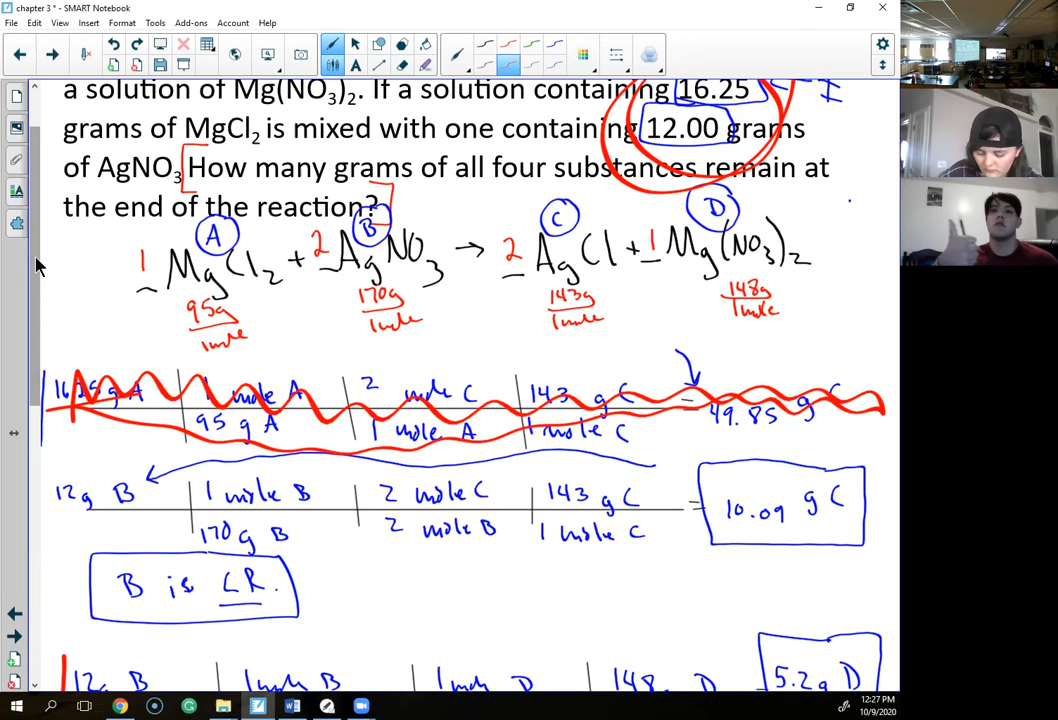 chapter 3 * - SMART Notebook
File Edit View Insert Format Tools Add-ons Account Help
a solution of Mg(NO₃)₂. If a solution containing 16.25 I
grams of MgCl₂ is mixed with one containing 12.00 grams
of AgNO₃ How many grams of all four substances remain at
the end of the reaction?
A B C D
1 MgCl₂ + 2 AgNO₃ → 2 AgCl + 1 Mg(NO₃)₂
95g 170g 143g 148g
1mole 1mole 1mole 1mole
16.25 g A 1 mole A 2 mole C 143 g C = 49.85 g C
95 g A 1 mole A 1 mole C
12g B 1 mole B 2 mole C 143 g C = 10.09 g C
170 g B 2 mole B 1 mole C
B is LR.
12g B 1 mole B 1 mole D 148 g D = 5.2 g D
12:27 PM
10/9/2020